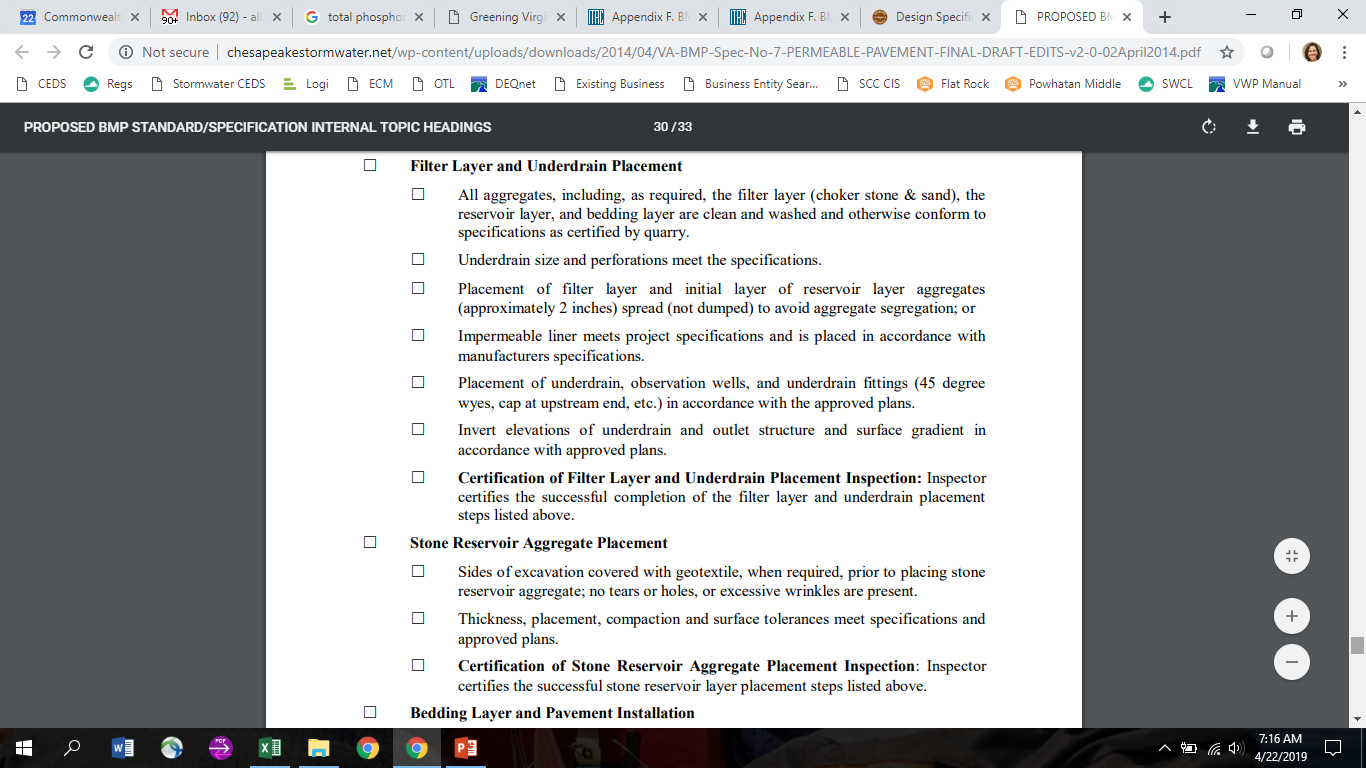 22 Commonwealt
90+ Inbox (92) - ali
total phosphor
Greening Virgi
Appendix F. BM
Appendix F. BM
Design Specifi
PROPOSED BM
Not secure | chesapeakestormwater.net/wp-content/uploads/downloads/2014/04/VA-BMP-Spec-No-7-PERMEABLE-PAVEMENT-FINAL-DRAFT-EDITS-v2-0-02April2014.pdf
CEDS Regs Stormwater CEDS Logi ECM OTL DEQnet Existing Business Business Entity Sear... SCC CIS Flat Rock Powhatan Middle SWCL VWP Manual »
PROPOSED BMP STANDARD/SPECIFICATION INTERNAL TOPIC HEADINGS 30 / 33
☐ Filter Layer and Underdrain Placement
☐ All aggregates, including, as required, the filter layer (choker stone & sand), the
reservoir layer, and bedding layer are clean and washed and otherwise conform to
specifications as certified by quarry.
☐ Underdrain size and perforations meet the specifications.
☐ Placement of filter layer and initial layer of reservoir layer aggregates
(approximately 2 inches) spread (not dumped) to avoid aggregate segregation; or
☐ Impermeable liner meets project specifications and is placed in accordance with
manufacturers specifications.
☐ Placement of underdrain, observation wells, and underdrain fittings (45 degree
wyes, cap at upstream end, etc.) in accordance with the approved plans.
☐ Invert elevations of underdrain and outlet structure and surface gradient in
accordance with approved plans.
☐ Certification of Filter Layer and Underdrain Placement Inspection: Inspector
certifies the successful completion of the filter layer and underdrain placement
steps listed above.
☐ Stone Reservoir Aggregate Placement
☐ Sides of excavation covered with geotextile, when required, prior to placing stone
reservoir aggregate; no tears or holes, or excessive wrinkles are present.
☐ Thickness, placement, compaction and surface tolerances meet specifications and
approved plans.
☐ Certification of Stone Reservoir Aggregate Placement Inspection: Inspector
certifies the successful stone reservoir layer placement steps listed above.
☐ Bedding Layer and Pavement Installation
7:16 AM
4/22/2019